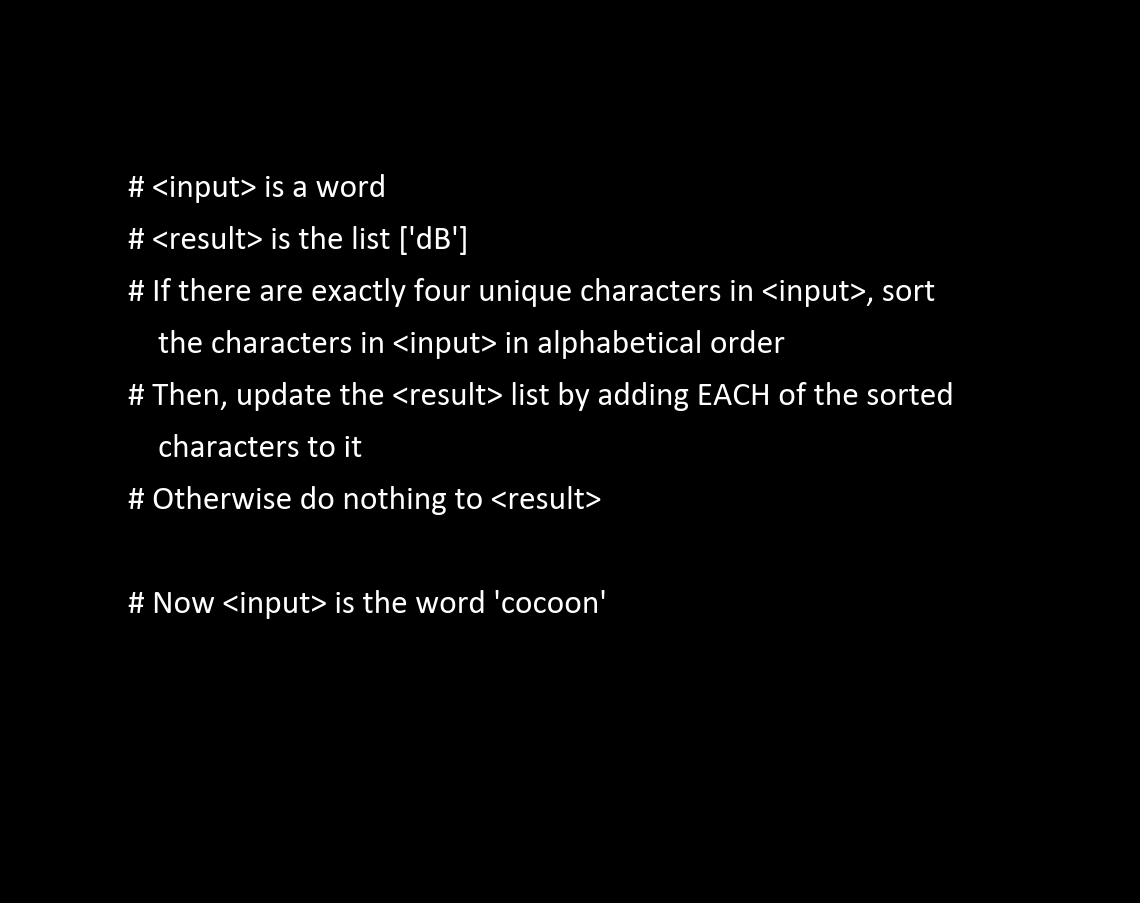 # <input> is a word
# <result> is the list ['dB']
# If there are exactly four unique characters in <input>, sort
the characters in <input> in alphabetical order
# Then, update the <result> list by adding EACH of the sorted
characters to it
# Otherwise do nothing to <result>
# Now <input> is the word 'cocoon'